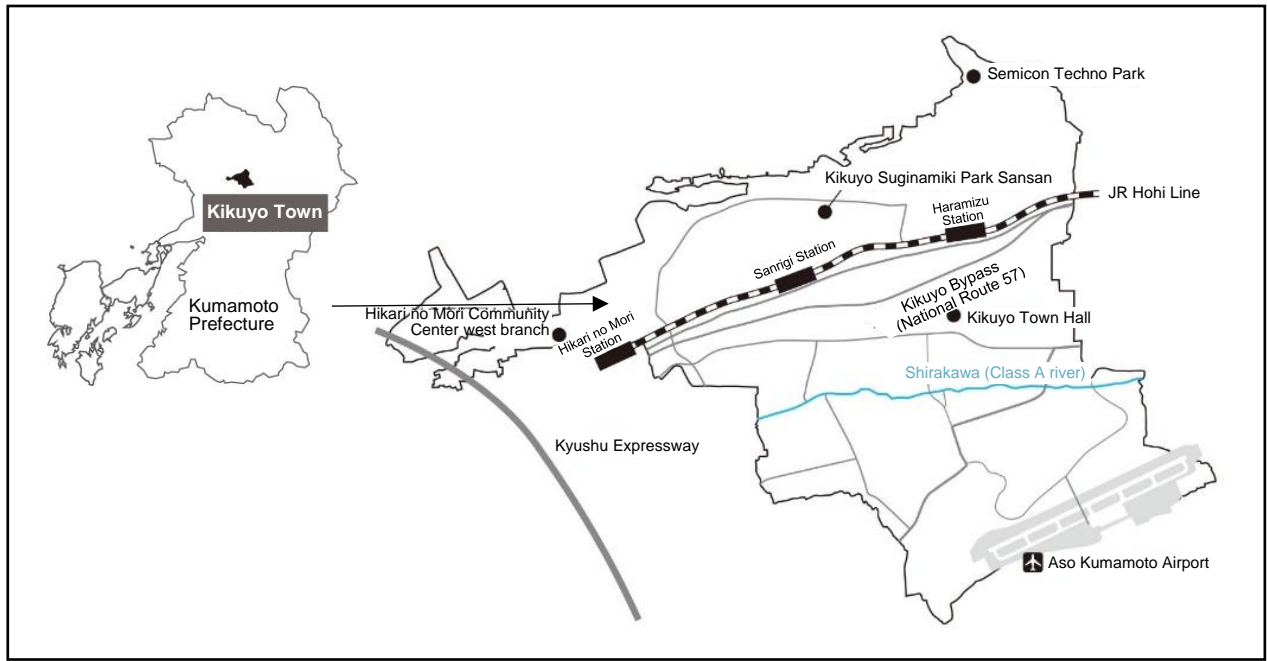 Semicon Techno Park
Kikuyo Suginamiki Park Sansan
JR Hohi Line
Haramizu
Station
Kikuyo Town
Sanrigi Station
Kikuyo Bypass
(National Route 57)
Kumamoto
Prefecture
Hikari no Mori Community
Center west branch
Hikari no Mori
Station
Kikuyo Town Hall
Shirakawa (Class A river)
Kyushu Expressway
Aso Kumamoto Airport